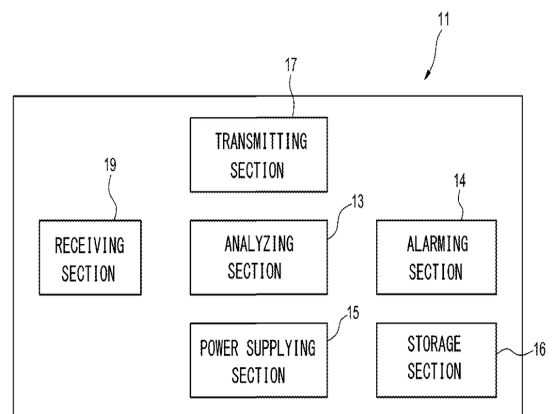 11
17
TRANSMITTING
SECTION
19
13
14
RECEIVING
SECTION
ANALYZING
SECTION
ALARMING
SECTION
15
16
POWER SUPPLYING
SECTION
STORAGE
SECTION